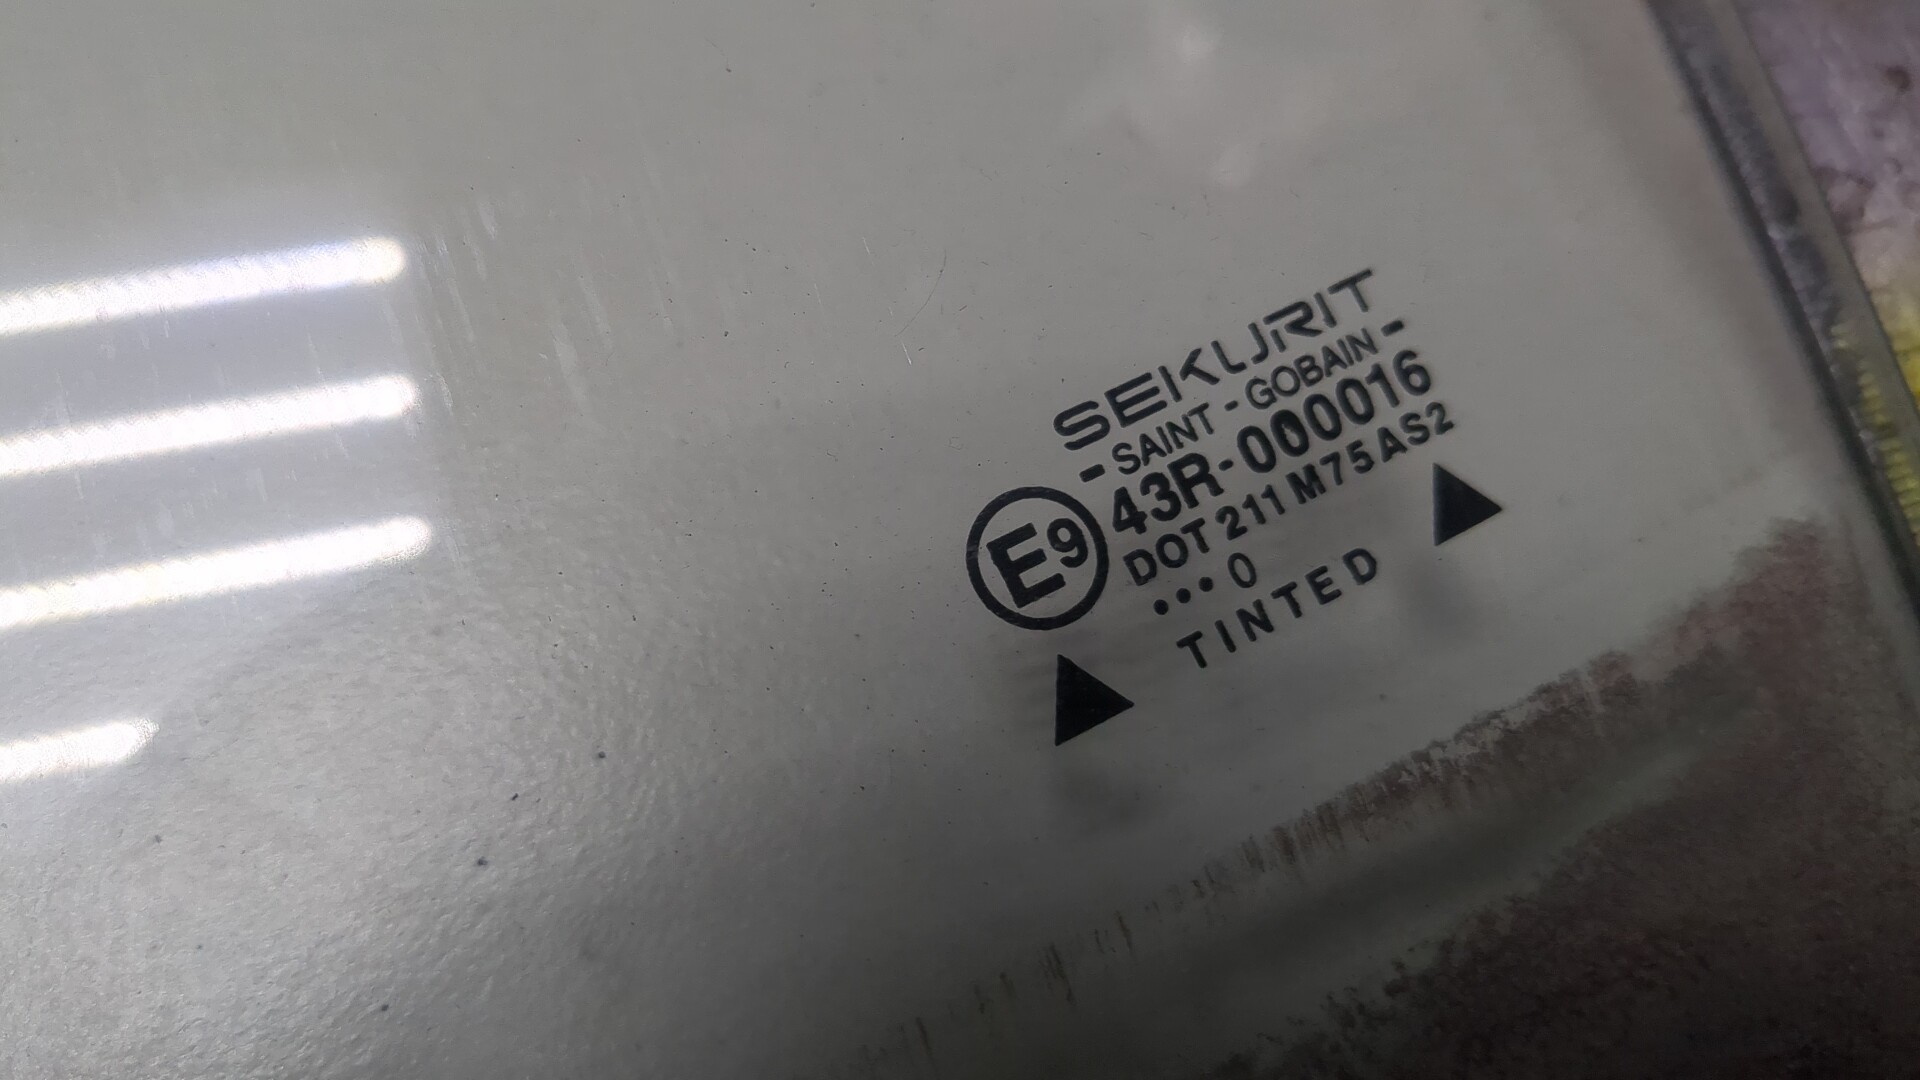 SEKURIT
- SAINT - GOBAIN -
E9 43R-000016
DOT 211 M75 AS2
••• 0
TINTED